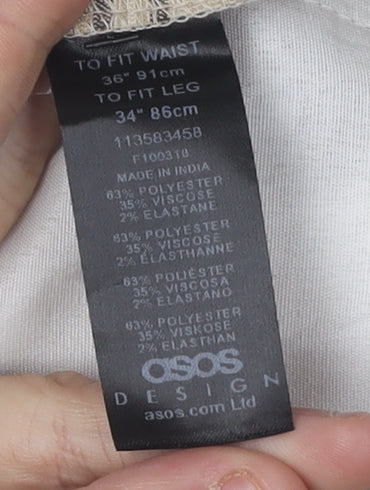 TO FIT WAIST
36" 91cm
TO FIT LEG
34" 86cm
113583458
F100318
MADE IN INDIA
63% POLYESTER
35% VISCOSE
2% ELASTANE
63% POLYESTER
35% VISCOSE
2% ELASTHANNE
63% POLIÉSTER
35% VISCOSA
2% ELASTANO
63% POLYESTER
35% VISKOSE
2% ELASTHAN
asos
DESIGN
asos.com Ltd